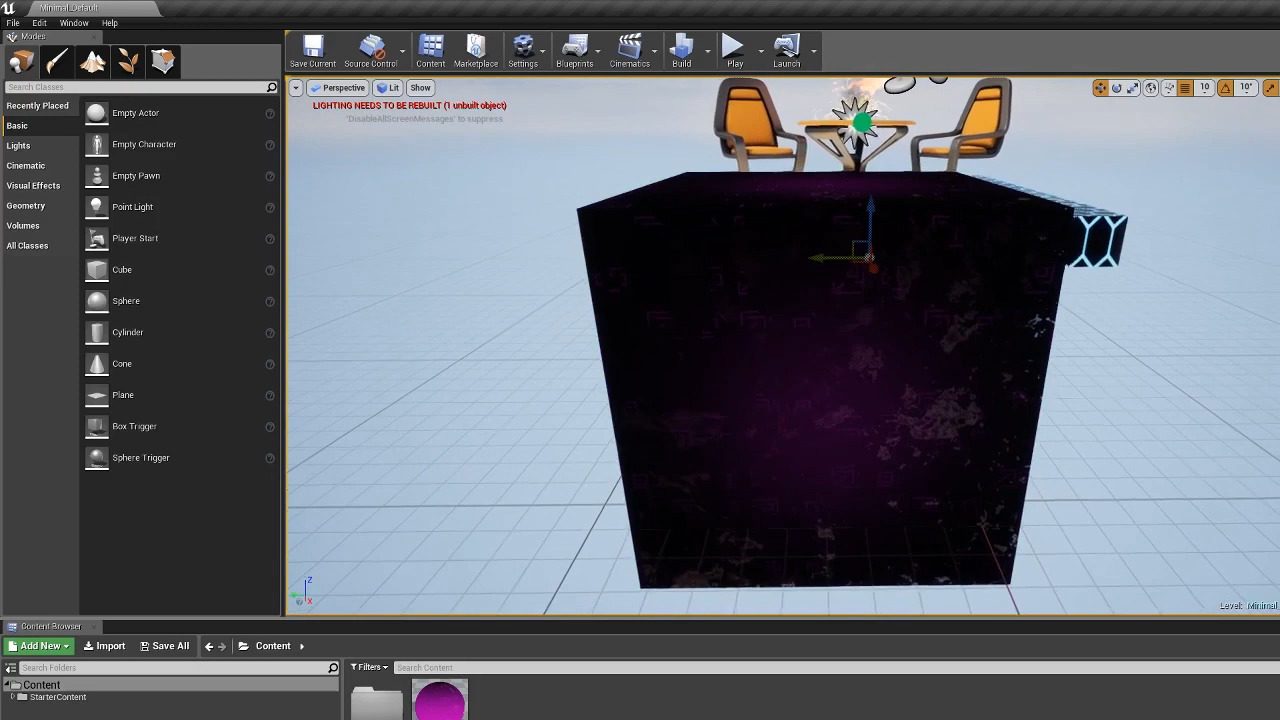 Minimal_Default
File Edit Window Help
Modes
Save Current Source Control Content Marketplace Settings Blueprints Cinematics Build Play Launch
Search Classes
Perspective Lit Show 10 10°
LIGHTING NEEDS TO BE REBUILT (1 unbuilt object)
'DisableAllScreenMessages' to suppress
Recently Placed
Basic
Lights
Cinematic
Visual Effects
Geometry
Volumes
All Classes
Empty Actor
Empty Character
Empty Pawn
Point Light
Player Start
Cube
Sphere
Cylinder
Cone
Plane
Box Trigger
Sphere Trigger
Z
X
Level: Minimal
Content Browser
Add New Import Save All Content
Search Folders
Filters Search Content
Content
StarterContent